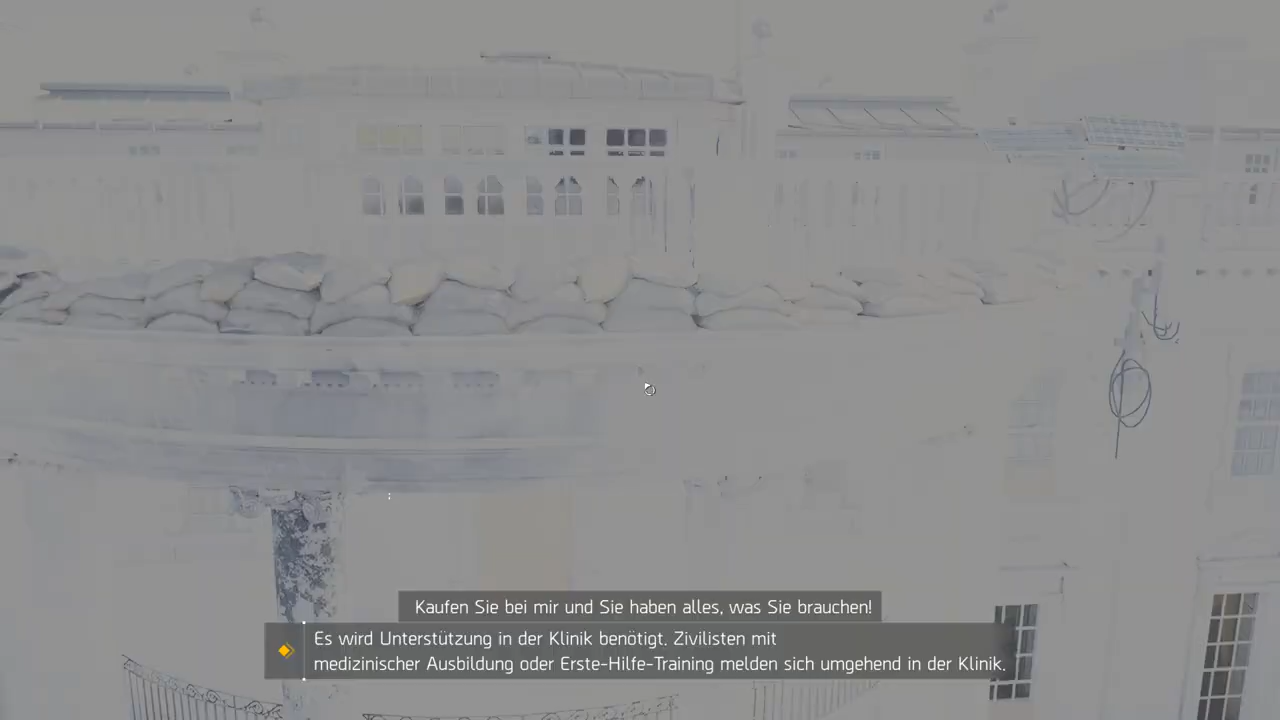 Kaufen Sie bei mir und Sie haben alles, was Sie brauchen!
Es wird Unterstützung in der Klinik benötigt. Zivilisten mit
medizinischer Ausbildung oder Erste-Hilfe-Training melden sich umgehend in der Klinik.